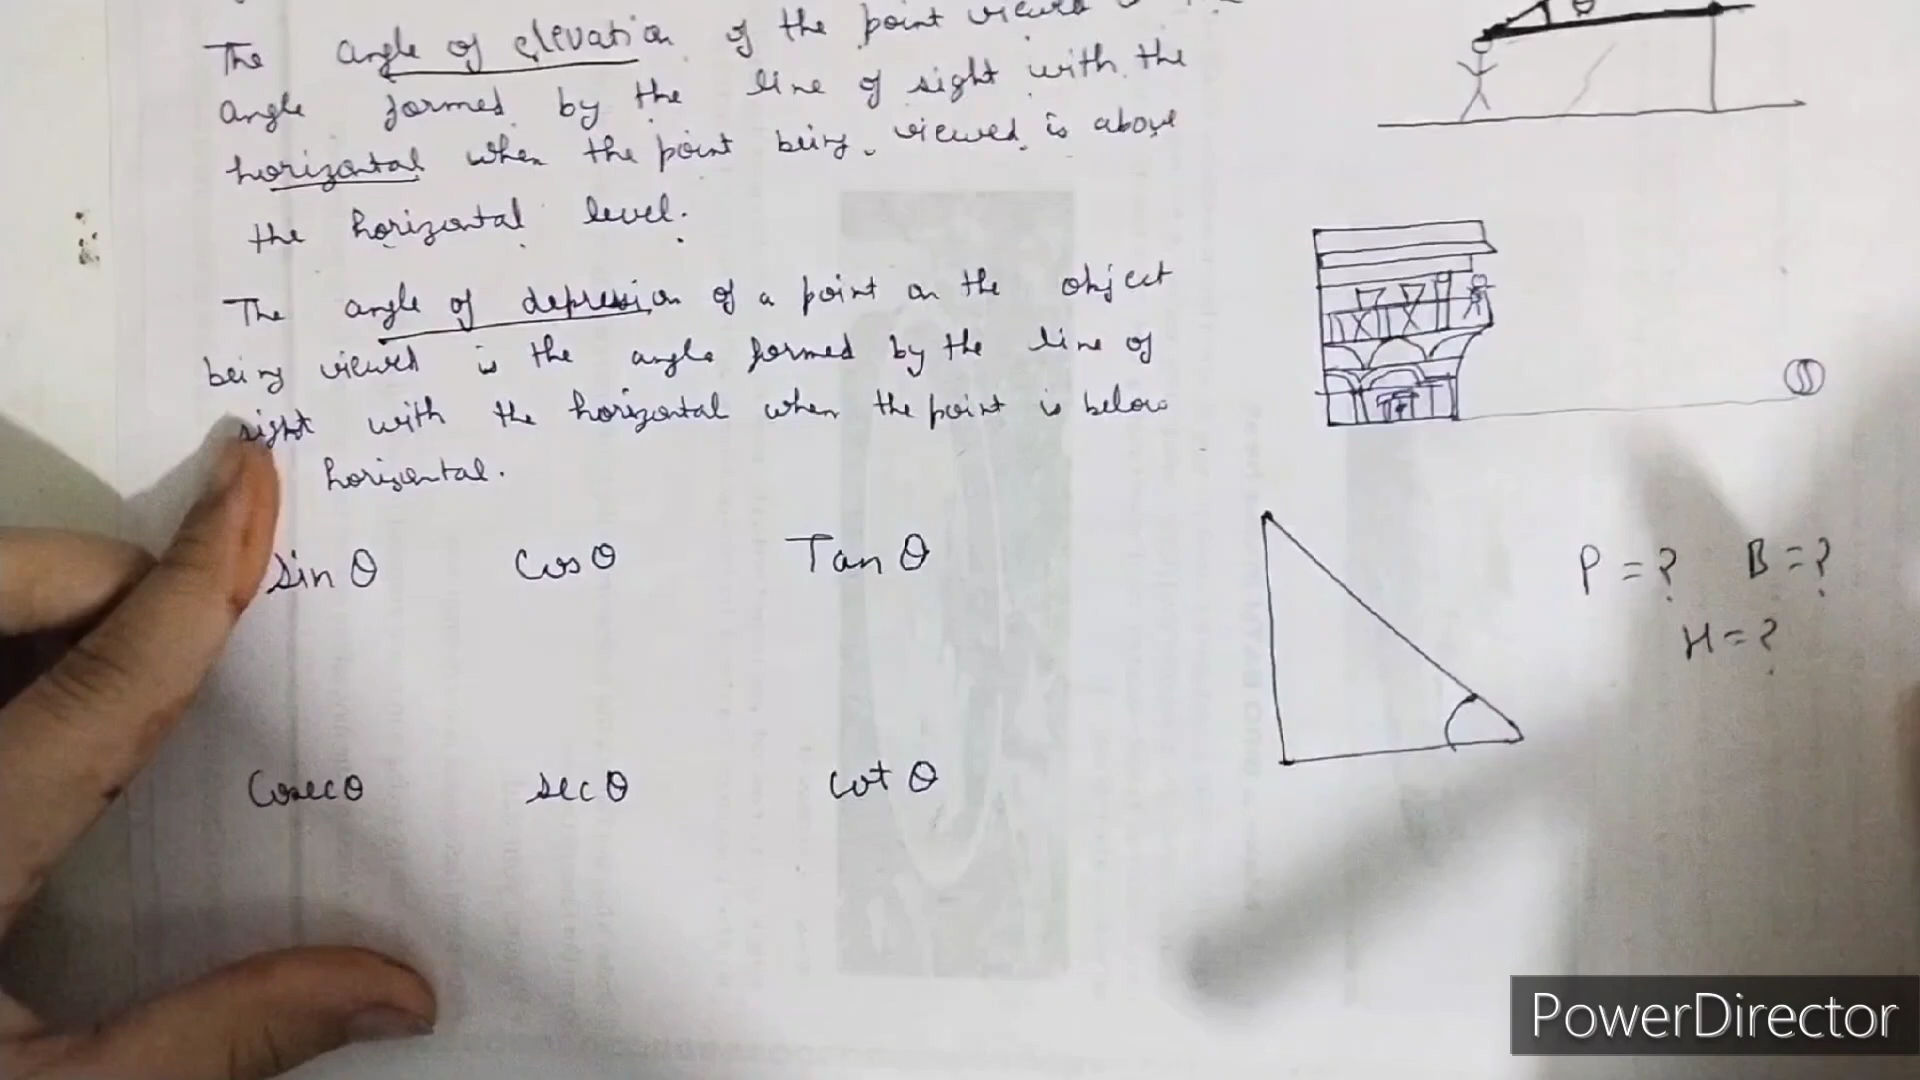 The angle of elevation of the point viewed
angle formed by the line of sight with the
horizontal when the point being viewed is above
the horizontal level.
The angle of depression of a point on the object
being viewed is the angle formed by the line of
sight with the horizontal when the point is below
horizontal.
sin θ cos θ Tan θ
P = ? B = ?
H = ?
Cosec θ sec θ cot θ
PowerDirector